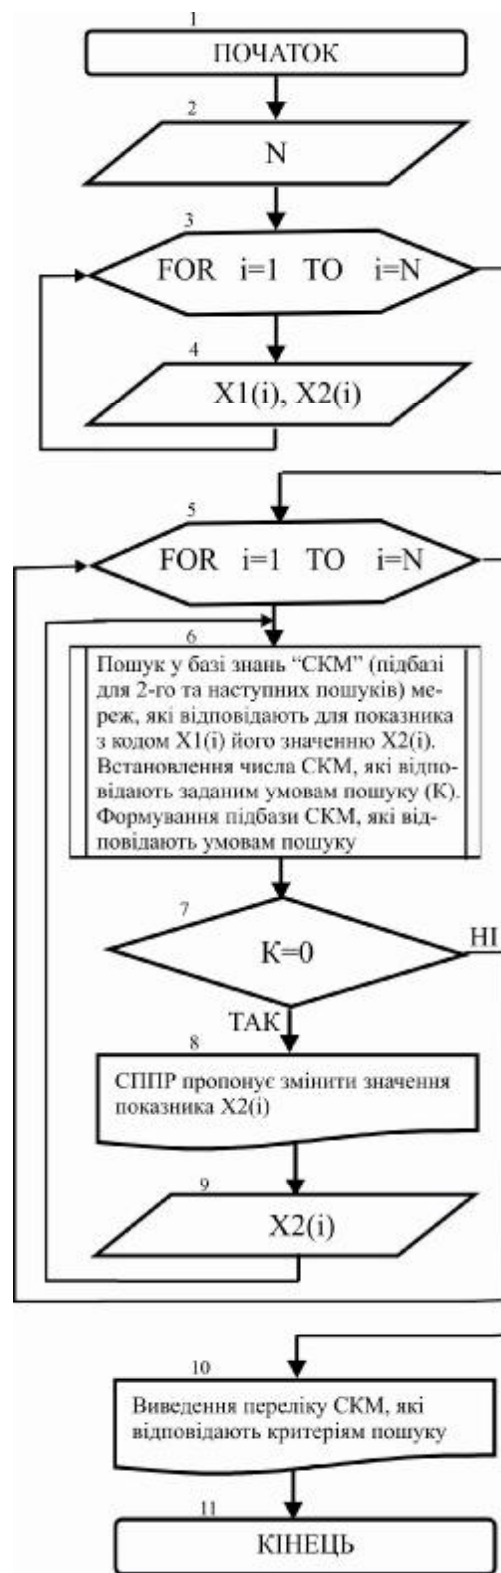 1
ПОЧАТОК
2
N
3
FOR i=1 TO i=N
4
X1(i), X2(i)
5
FOR i=1 TO i=N
6
Пошук у базі знань “СКМ” (підбазі
для 2-го та наступних пошуків) ме-
реж, які відповідають для показника
з кодом X1(i) його значенню X2(i).
Встановлення числа СКМ, які відпо-
відають заданим умовам пошуку (К).
Формування підбази СКМ, які від-
повідають умовам пошуку
7
К=0
НІ
ТАК
8
СППР пропонує змінити значення
показника X2(i)
9
X2(i)
10
Виведення переліку СКМ, які
відповідають критеріям пошуку
11
КІНЕЦЬ